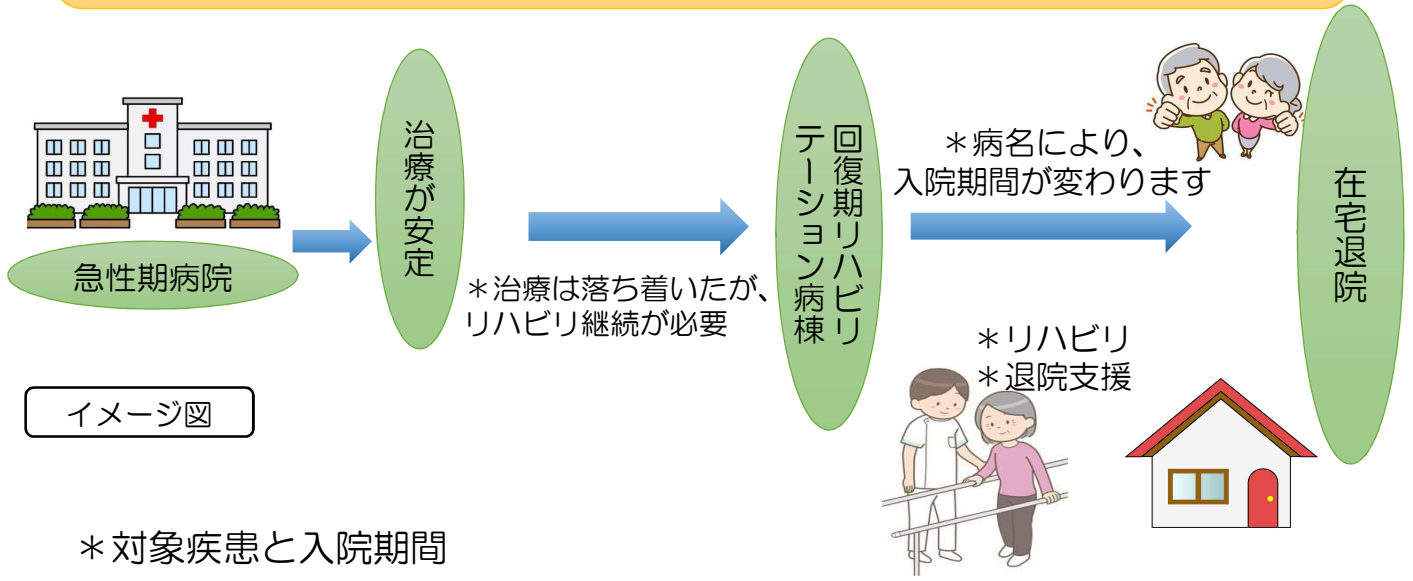 急性期病院
治療が安定
＊治療は落ち着いたが、
リハビリ継続が必要
回復期リハビリ
テーション病棟
＊病名により、
入院期間が変わります
＊リハビリ
＊退院支援
在宅退院
イメージ図
＊対象疾患と入院期間